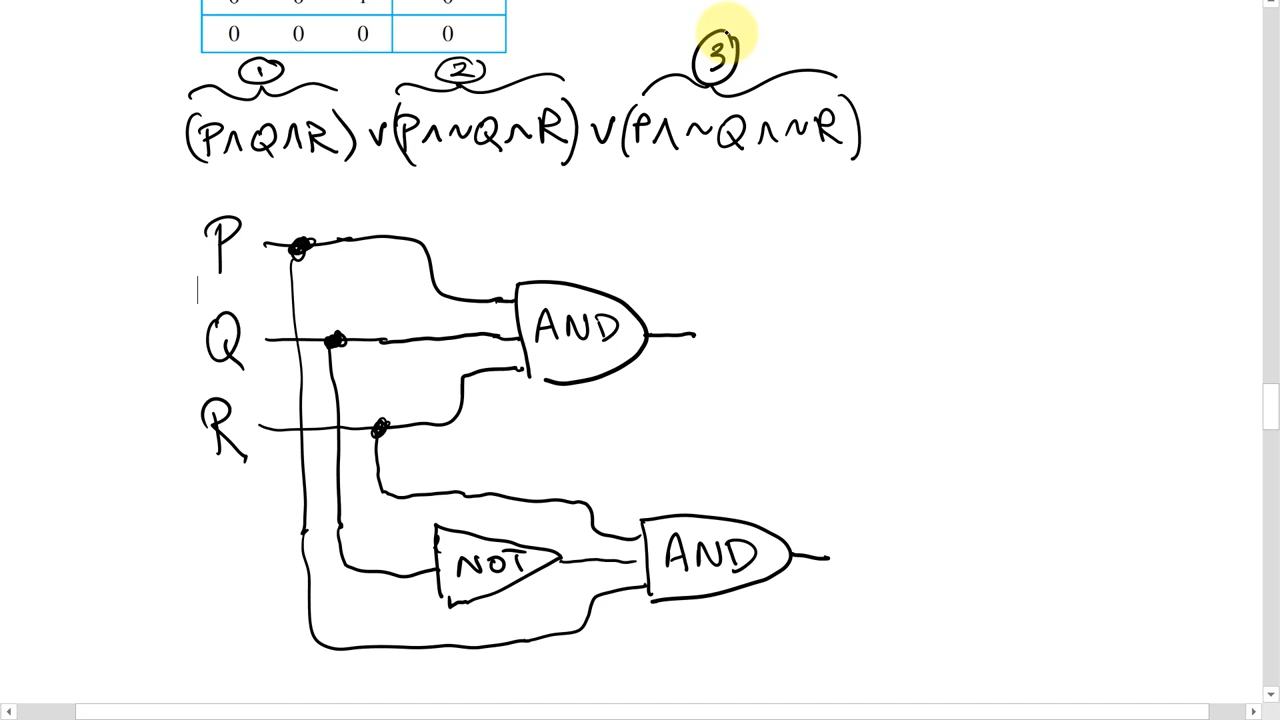 0 0 0 0
1 2 3
(P∧Q∧R) ∨ (P∧~Q∧R) ∨ (P∧~Q∧~R)
P
AND
Q
R
NOT
AND